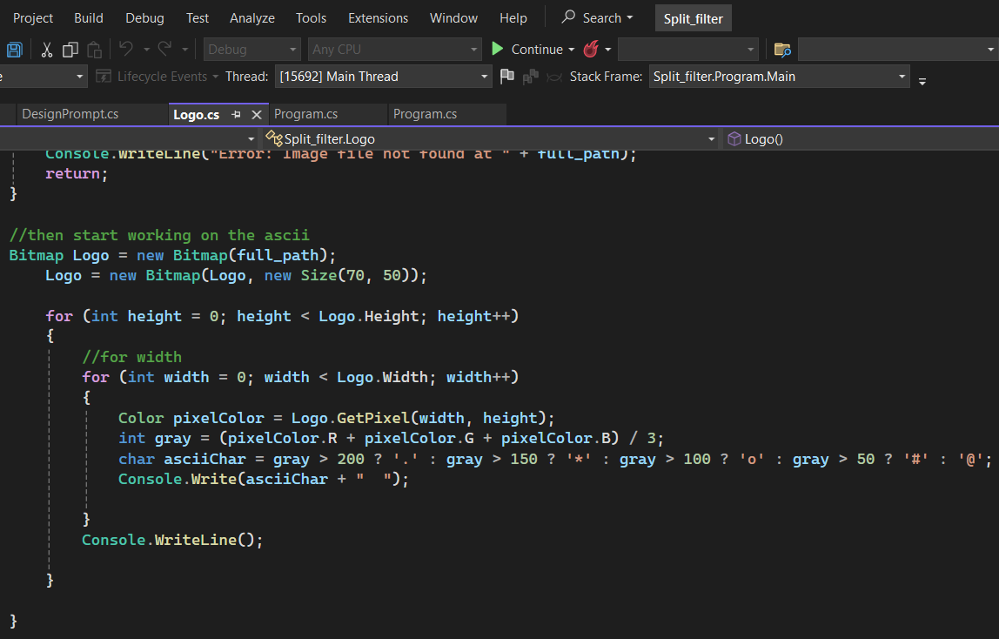 Project Build Debug Test Analyze Tools Extensions Window Help Search Split_filter
Debug Any CPU Continue
e Lifecycle Events Thread: [15692] Main Thread Stack Frame: Split_filter.Program.Main
DesignPrompt.cs Logo.cs Program.cs Program.cs
Split_filter.Logo Logo()
Console.WriteLine("Error: Image file not found at " + full_path);
return;
}
//then start working on the ascii
Bitmap Logo = new Bitmap(full_path);
Logo = new Bitmap(Logo, new Size(70, 50));
for (int height = 0; height < Logo.Height; height++)
{
//for width
for (int width = 0; width < Logo.Width; width++)
{
Color pixelColor = Logo.GetPixel(width, height);
int gray = (pixelColor.R + pixelColor.G + pixelColor.B) / 3;
char asciiChar = gray > 200 ? '.' : gray > 150 ? '*' : gray > 100 ? 'o' : gray > 50 ? '#' : '@';
Console.Write(asciiChar + "  ");
}
Console.WriteLine();
}
}